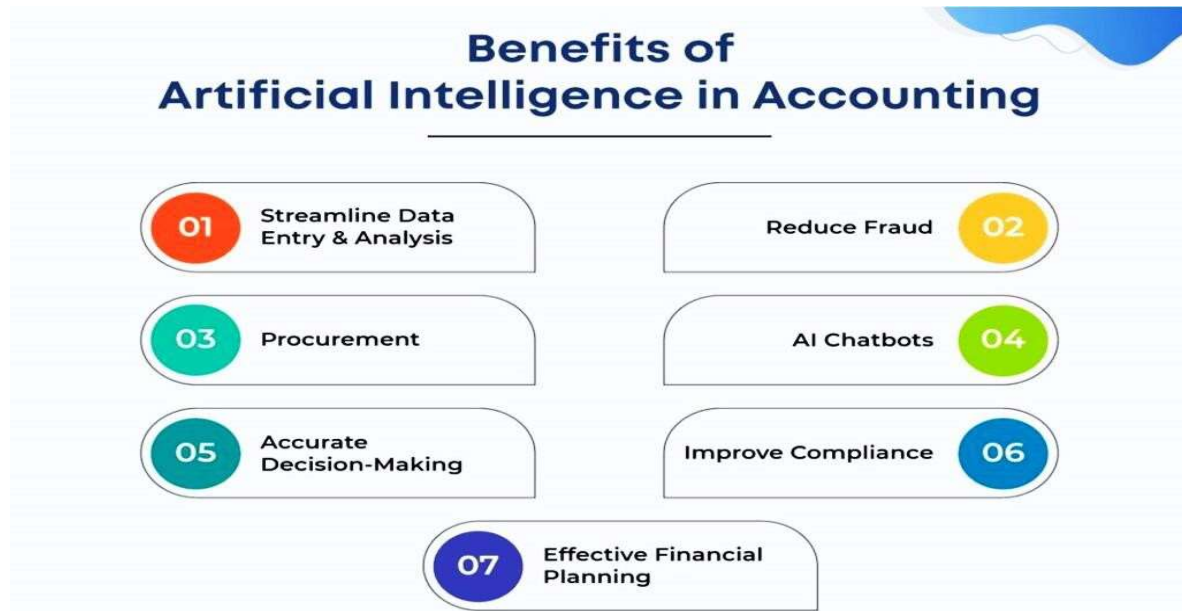 Benefits of
Artificial Intelligence in Accounting
01
Streamline Data
Entry & Analysis
Reduce Fraud
02
03
Procurement
AI Chatbots
04
05
Accurate
Decision-Making
Improve Compliance
06
07
Effective Financial
Planning